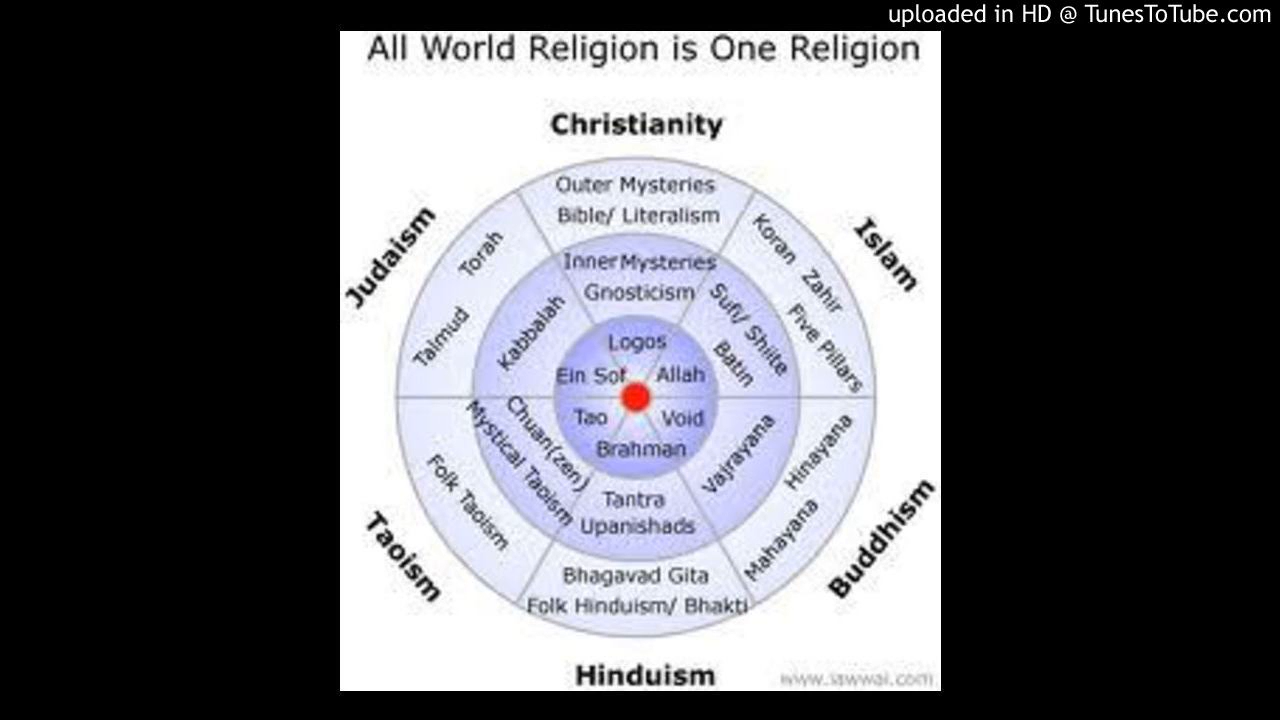 uploaded in HD @ TunesToTube.com
All World Religion is One Religion
Christianity
Outer Mysteries
Bible/ Literalism
Inner Mysteries
Gnosticism
Logos
Judaism
Torah
Talmud
Kabbalah
Ein Sof
Islam
Koran Zahir
Five Pillars
Sufi/ Shiite
Batin
Allah
Taoism
Folk Taoism
Mystical Taoism
Chuan(zen)
Tao
Buddhism
Hinayana
Mahayana
Vajrayana
Void
Brahman
Tantra
Upanishads
Bhagavad Gita
Folk Hinduism/ Bhakti
Hinduism